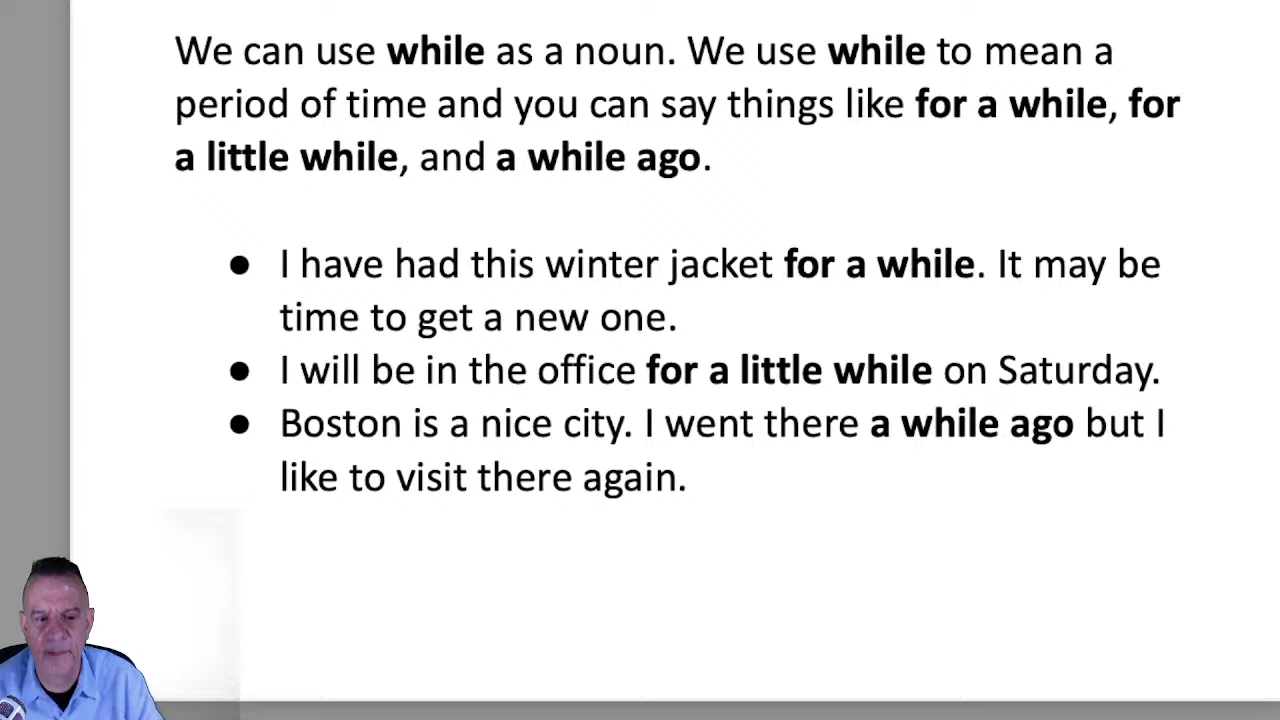 We can use while as a noun. We use while to mean a
period of time and you can say things like for a while, for
a little while, and a while ago.
● I have had this winter jacket for a while. It may be
time to get a new one.
● I will be in the office for a little while on Saturday.
● Boston is a nice city. I went there a while ago but I
like to visit there again.